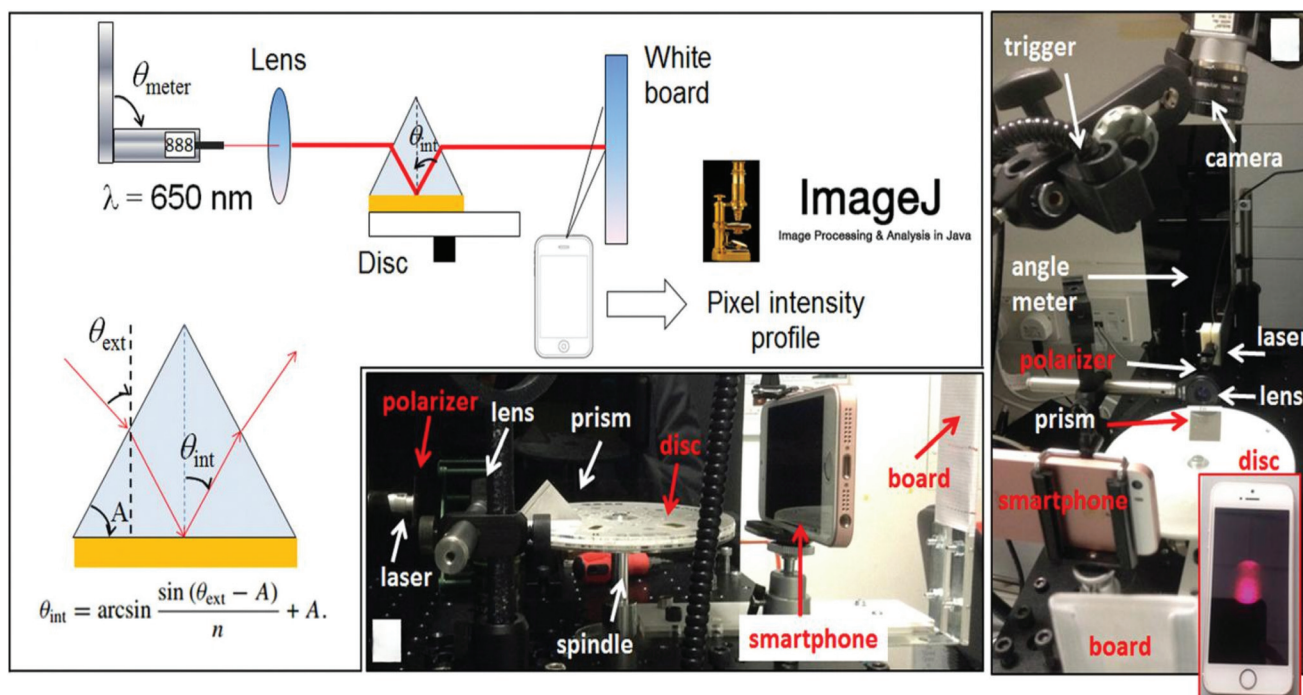 θmeter
888
λ = 650 nm
Lens
θint
Disc
White
board
ImageJ
Image Processing & Analysis in Java
Pixel intensity
profile
θext
θint
A
θint = arcsin sin (θext − A) / n + A.
polarizer
lens
prism
disc
board
laser
spindle
smartphone
trigger
camera
angle
meter
laser
polarizer
lens
prism
disc
smartphone
board